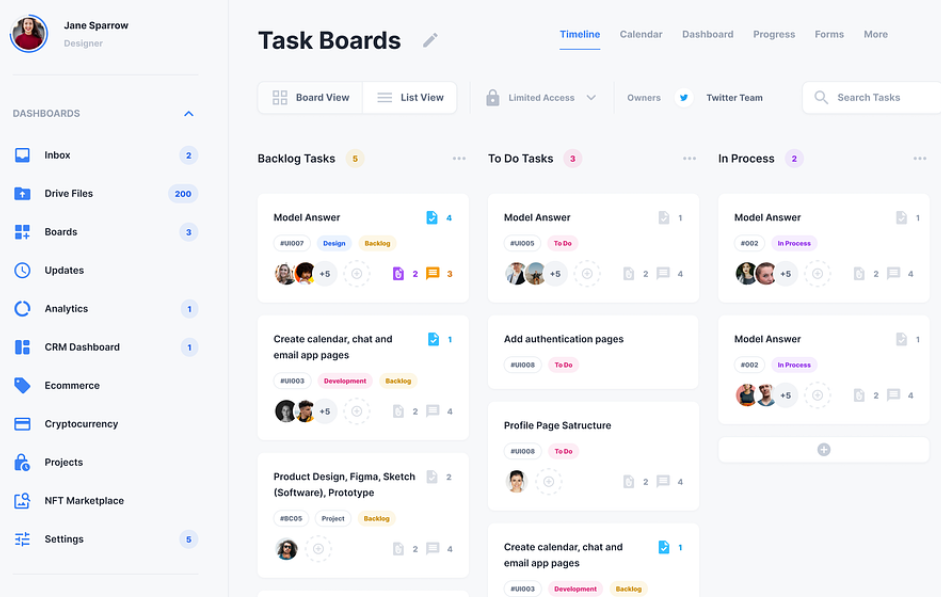 Jane Sparrow
Designer
DASHBOARDS
Inbox 2
Drive Files 200
Boards 3
Updates
Analytics 1
CRM Dashboard 1
Ecommerce
Cryptocurrency
Projects
NFT Marketplace
Settings 5
Task Boards
Timeline Calendar Dashboard Progress Forms More
Board View List View Limited Access Owners Twitter Team Search Tasks
Backlog Tasks 5
Model Answer 4
#UI007 Design Backlog
+5 2 3
Create calendar, chat and 1
email app pages
#UI003 Development Backlog
+5 2 4
Product Design, Figma, Sketch 2
(Software), Prototype
#BC05 Project Backlog
2 4
To Do Tasks 3
Model Answer 1
#UI005 To Do
+5 2 4
Add authentication pages
#UI008 To Do
Profile Page Satructure
#UI008 To Do
2 4
Create calendar, chat and 1
email app pages
#UI003 Development Backlog
In Process 2
Model Answer 1
#002 In Process
+5 2 4
Model Answer 1
#002 In Process
+5 2 4